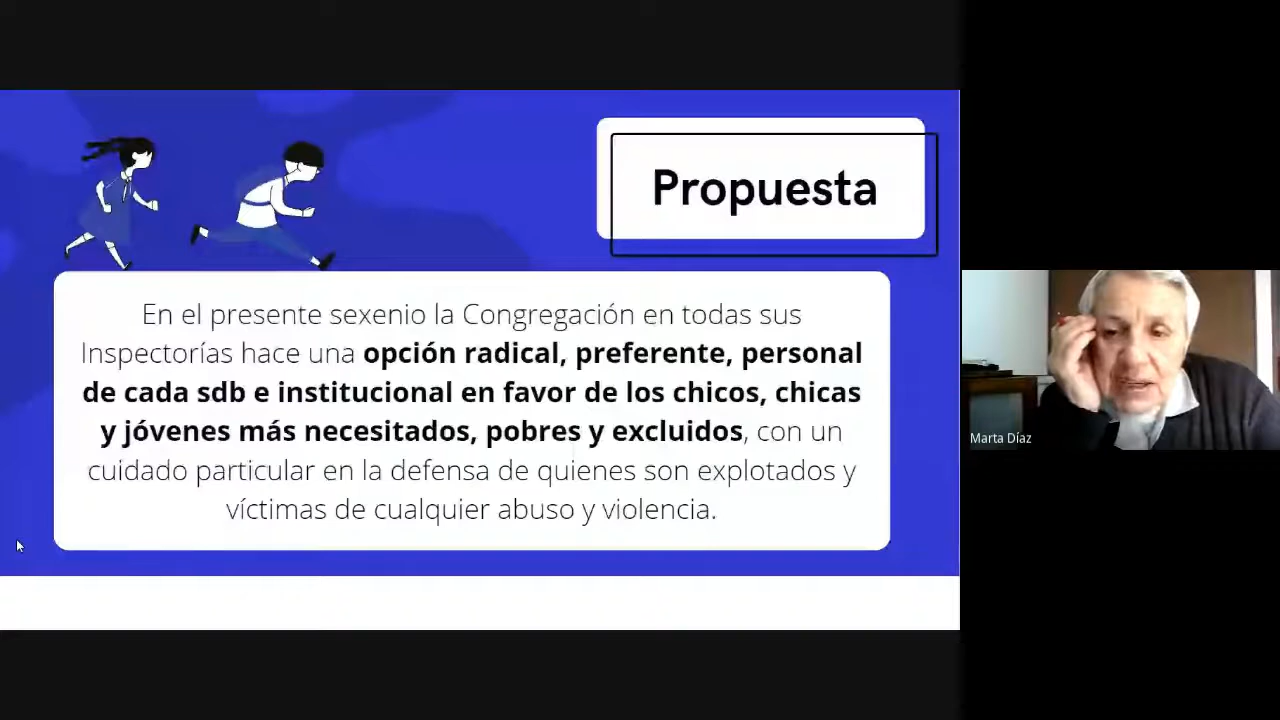 Propuesta
En el presente sexenio la Congregación en todas sus
Inspectorías hace una opción radical, preferente, personal
de cada sdb e institucional en favor de los chicos, chicas
y jóvenes más necesitados, pobres y excluidos, con un
cuidado particular en la defensa de quienes son explotados y
víctimas de cualquier abuso y violencia.
Marta Díaz